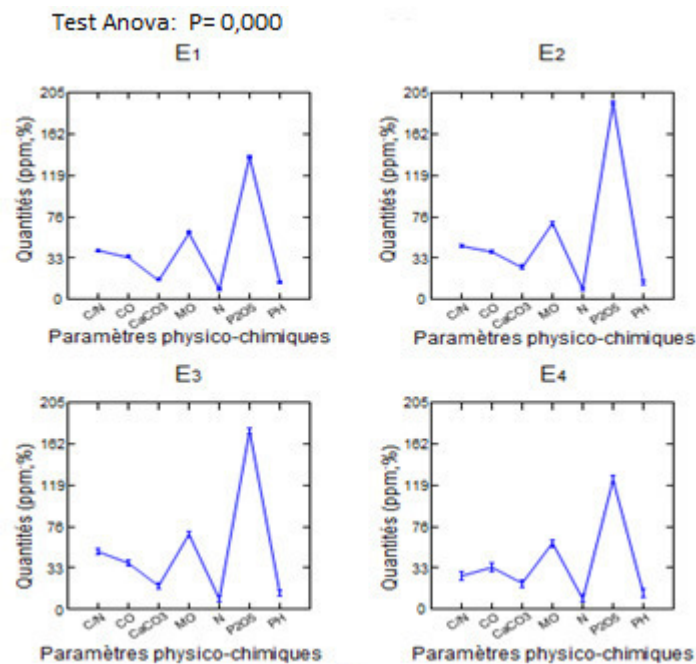 Test Anova: P= 0,000
E1
205
162
119
76
33
0
Quantités (ppm;%)
C/N CO CaCO3 MO N P2O5 PH
Paramètres physico-chimiques
E2
205
162
119
76
33
0
Quantités (ppm;%)
C/N CO CaCO3 MO N P2O5 PH
Paramètres physico-chimiques
E3
205
162
119
76
33
0
Quantités (ppm;%)
C/N CO CaCO3 MO N P2O5 PH
Paramètres physico-chimiques
E4
205
162
119
76
33
0
Quantités (ppm;%)
C/N CO CaCO3 MO N P2O5 PH
Paramètres physico-chimiques